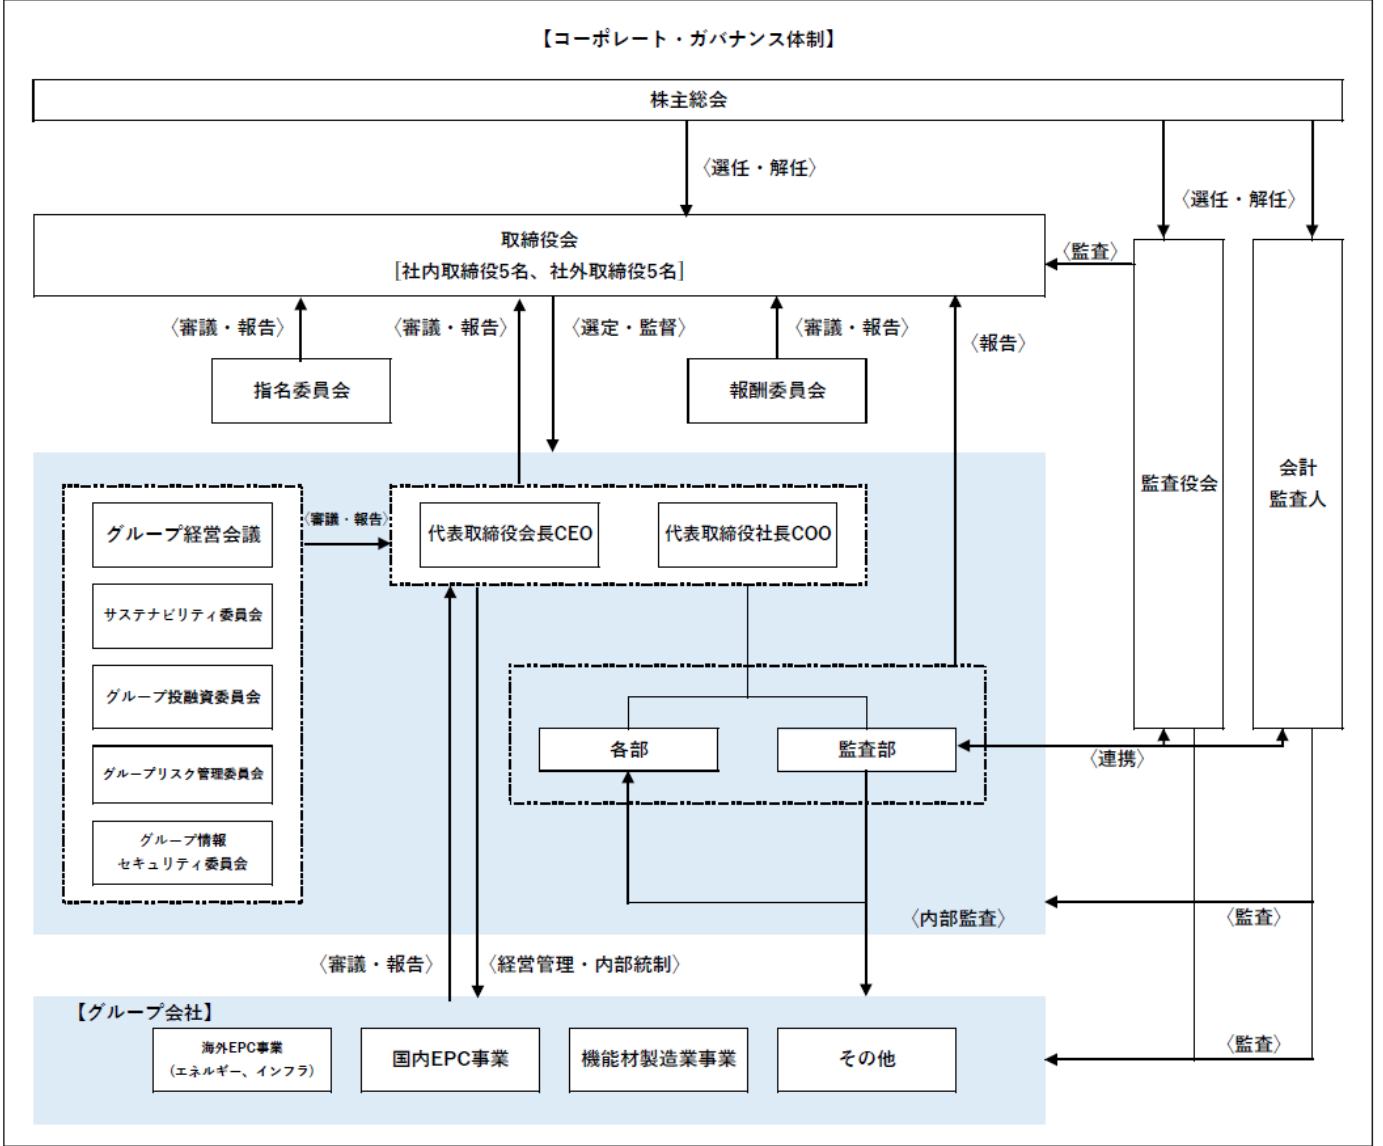 【コーポレート・ガバナンス体制】
株主総会
〈選任・解任〉
〈選任・解任〉
取締役会
[社内取締役5名、社外取締役5名]
〈監査〉
〈審議・報告〉
〈審議・報告〉
〈選定・監督〉
〈審議・報告〉
〈報告〉
指名委員会
報酬委員会
監査役会
会計
監査人
グループ経営会議
〈審議・報告〉
代表取締役会長CEO
代表取締役社長COO
サステナビリティ委員会
グループ投融資委員会
グループリスク管理委員会
グループ情報
セキュリティ委員会
各部
監査部
〈連携〉
〈内部監査〉
〈監査〉
〈審議・報告〉
〈経営管理・内部統制〉
【グループ会社】
海外EPC事業
(エネルギー、インフラ)
国内EPC事業
機能材製造業事業
その他
〈監査〉